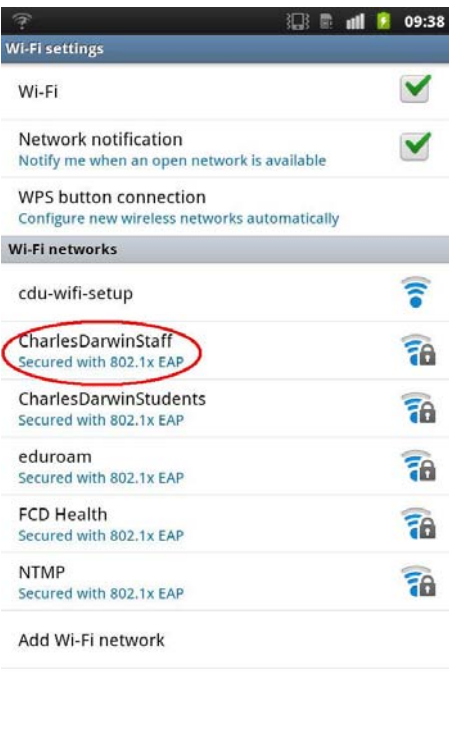 09:38
Wi-Fi settings
Wi-Fi
Network notification
Notify me when an open network is available
WPS button connection
Configure new wireless networks automatically
Wi-Fi networks
cdu-wifi-setup
CharlesDarwinStaff
Secured with 802.1x EAP
CharlesDarwinStudents
Secured with 802.1x EAP
eduroam
Secured with 802.1x EAP
FCD Health
Secured with 802.1x EAP
NTMP
Secured with 802.1x EAP
Add Wi-Fi network